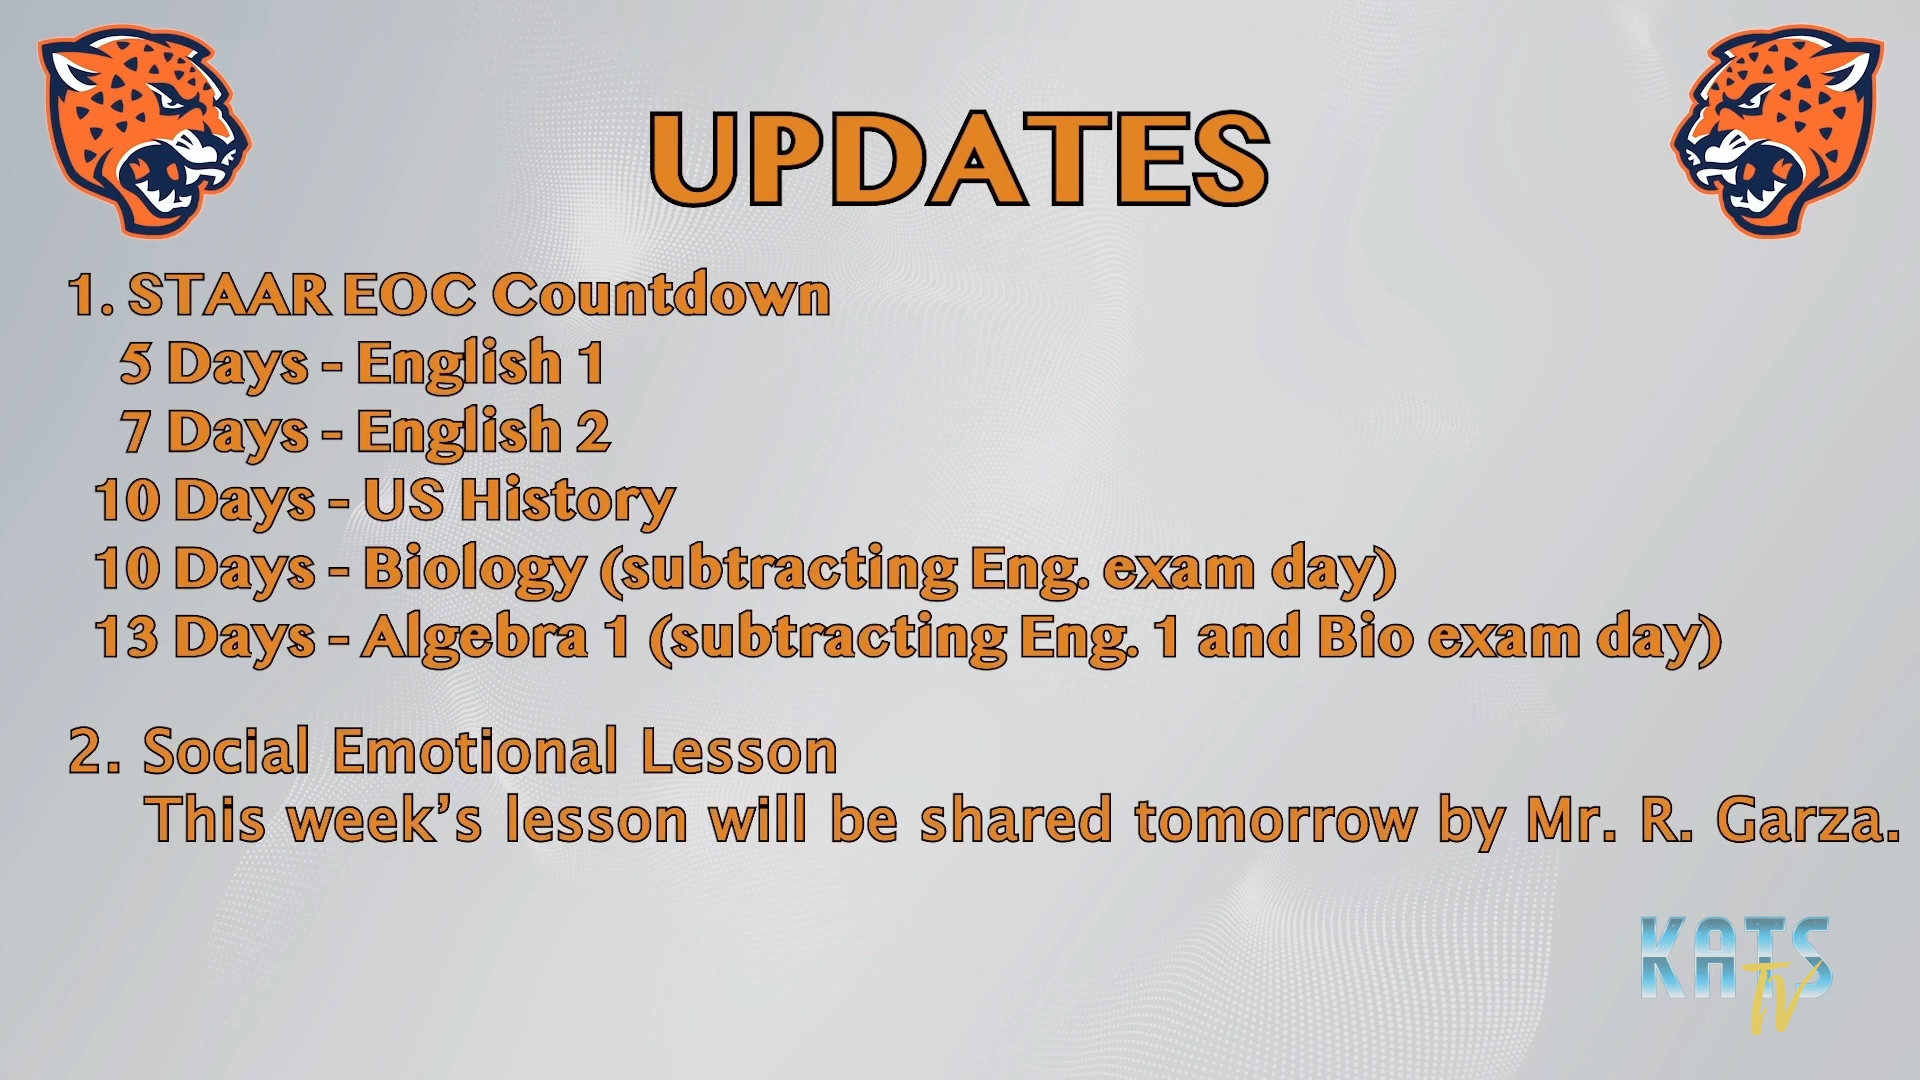 UPDATES
1. STAAR EOC Countdown
5 Days - English 1
7 Days - English 2
10 Days - US History
10 Days - Biology (subtracting Eng. exam day)
13 Days - Algebra 1 (subtracting Eng. 1 and Bio exam day)
2. Social Emotional Lesson
This week’s lesson will be shared tomorrow by Mr. R. Garza.
KATS
TV